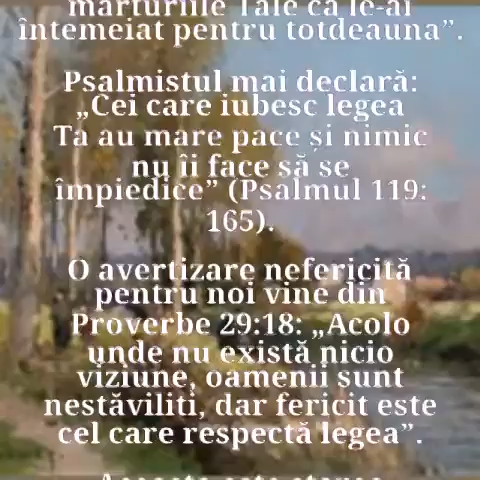 mărturiile Tale că le-ai
întemeiat pentru totdeauna”.
Psalmistul mai declară:
„Cei care iubesc legea
Ta au mare pace și nimic
nu îi face să se
împiedice” (Psalmul 119:
165).
O avertizare nefericită
pentru noi vine din
Proverbe 29:18: „Acolo
unde nu există nicio
viziune, oamenii sunt
nestăviliți, dar fericit este
cel care respectă legea”.